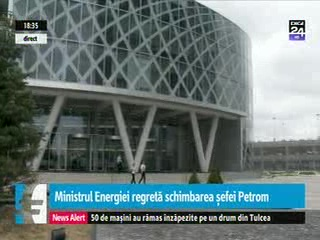 18:35
direct
DIGI
24
HD
Ministrul Energiei regretă schimbarea șefei Petrom
News Alert
50 de mașini au rămas înzăpezite pe un drum din Tulcea